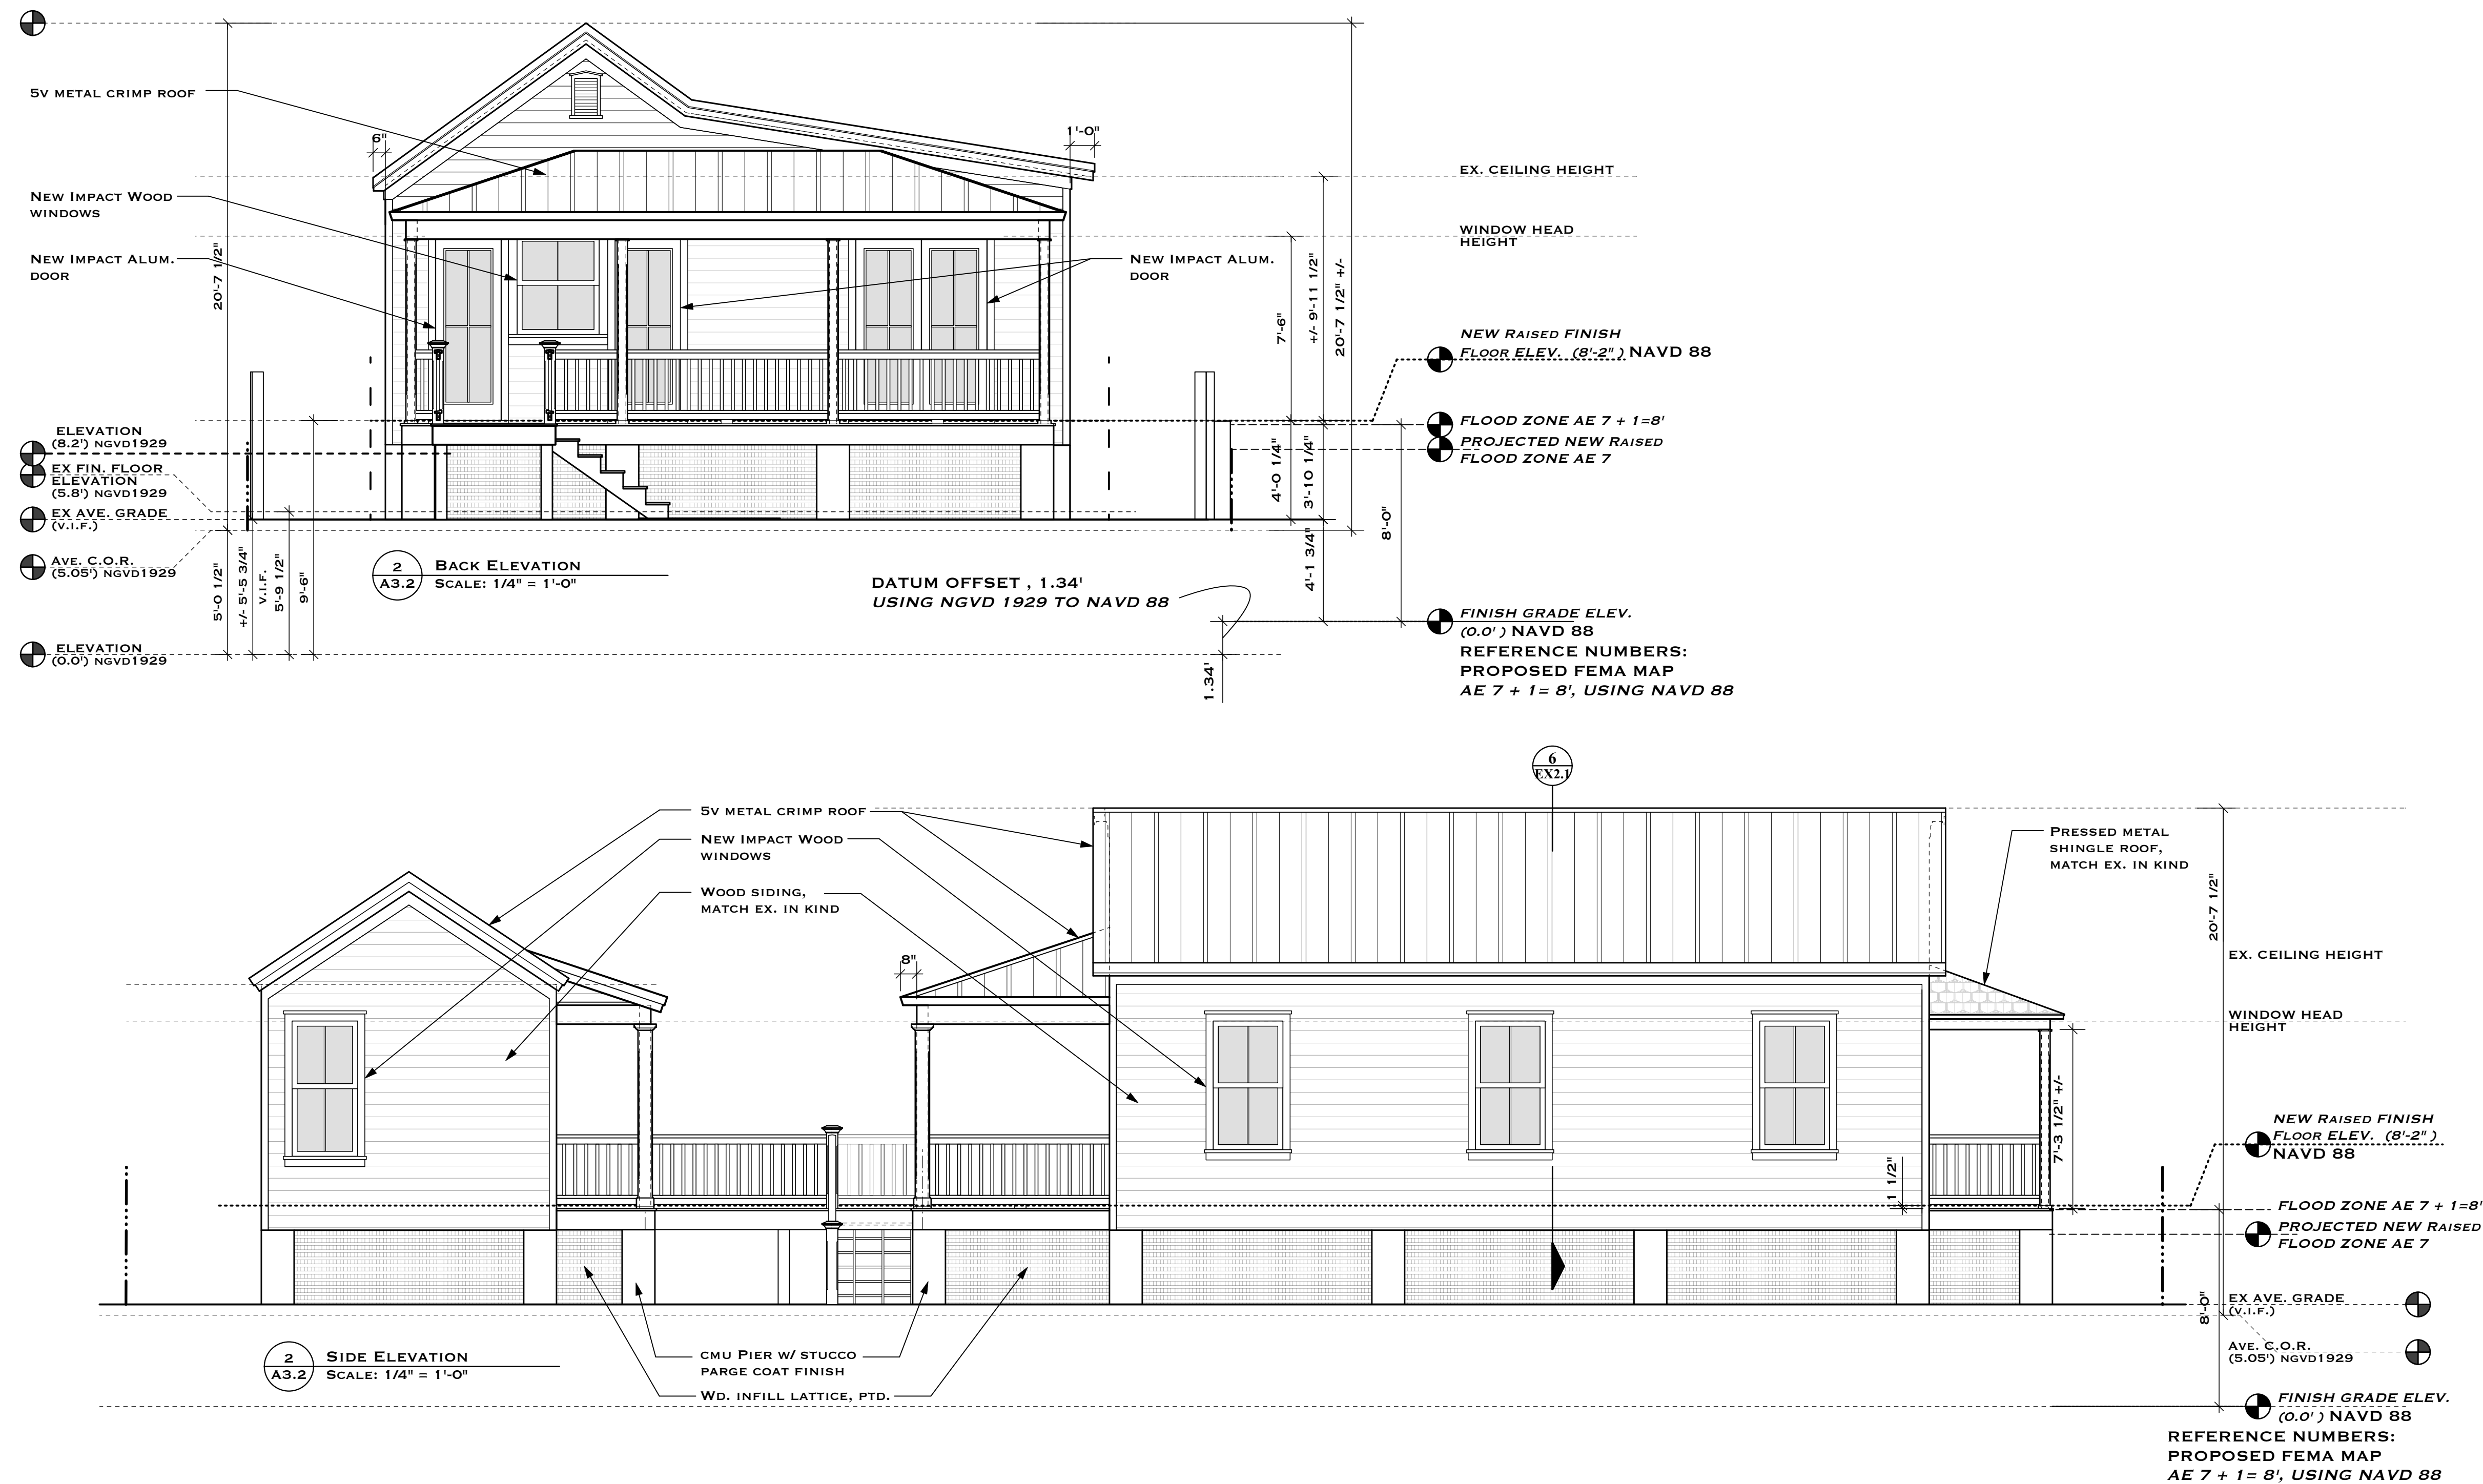 5V METAL CRIMP ROOF
6"
1'-0"
EX. CEILING HEIGHT
NEW IMPACT WOOD
WINDOWS
WINDOW HEAD
HEIGHT
NEW IMPACT ALUM.
DOOR
NEW IMPACT ALUM.
DOOR
20'-7 1/2"
7'-6"
+/- 9'-11 1/2"
20'-7 1/2" +/-
NEW RAISED FINISH
FLOOR ELEV. (8'-2" ) NAVD 88
FLOOD ZONE AE 7 + 1=8'
PROJECTED NEW RAISED
FLOOD ZONE AE 7
ELEVATION
(8.2') NGVD1929
EX FIN. FLOOR
ELEVATION
(5.8') NGVD1929
EX AVE. GRADE
(V.I.F.)
AVE. C.O.R.
(5.05') NGVD1929
4'-0 1/4"
3'-10 1/4"
8'-0"
4'-1 3/4"
5'-0 1/2"
+/- 5'-5 3/4"
V.I.F.
5'-9 1/2"
9'-6"
2
A3.2
BACK ELEVATION
SCALE: 1/4" = 1'-0"
DATUM OFFSET , 1.34'
USING NGVD 1929 TO NAVD 88
ELEVATION
(0.0') NGVD1929
1.34'
FINISH GRADE ELEV.
(0.0' ) NAVD 88
REFERENCE NUMBERS:
PROPOSED FEMA MAP
AE 7 + 1= 8', USING NAVD 88
6
EX2.1
5V METAL CRIMP ROOF
NEW IMPACT WOOD
WINDOWS
WOOD SIDING,
MATCH EX. IN KIND
PRESSED METAL
SHINGLE ROOF,
MATCH EX. IN KIND
8"
20'-7 1/2"
EX. CEILING HEIGHT
WINDOW HEAD
HEIGHT
7'-3 1/2" +/-
1 1/2"
NEW RAISED FINISH
FLOOR ELEV. (8'-2" )
NAVD 88
FLOOD ZONE AE 7 + 1=8'
PROJECTED NEW RAISED
FLOOD ZONE AE 7
EX AVE. GRADE
(V.I.F.)
8'-0"
AVE. C.O.R.
(5.05') NGVD1929
2
A3.2
SIDE ELEVATION
SCALE: 1/4" = 1'-0"
CMU PIER W/ STUCCO
PARGE COAT FINISH
WD. INFILL LATTICE, PTD.
FINISH GRADE ELEV.
(0.0' ) NAVD 88
REFERENCE NUMBERS:
PROPOSED FEMA MAP
AE 7 + 1= 8', USING NAVD 88